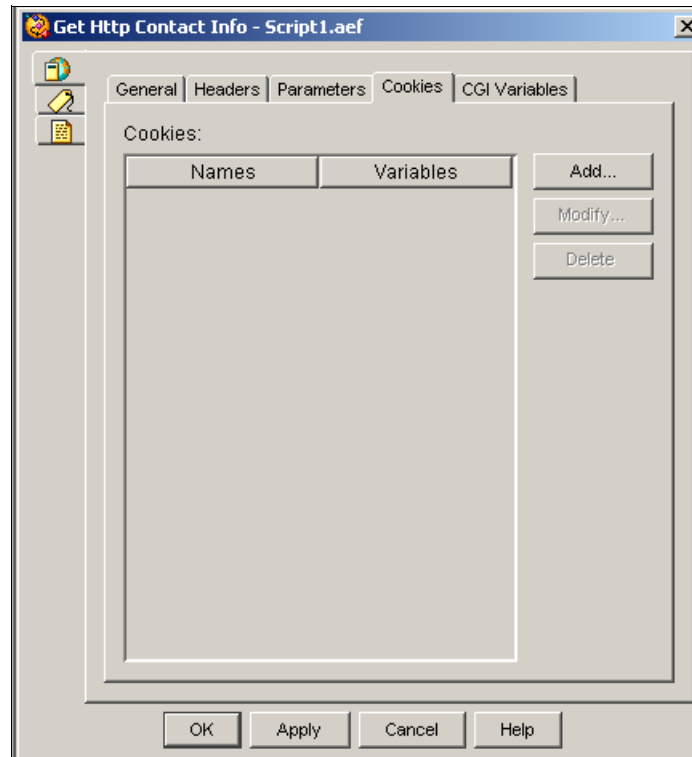 Get Http Contact Info - Script1.aef
General Headers Parameters Cookies CGI Variables
Cookies:
Names Variables
Add...
Modify...
Delete
OK Apply Cancel Help